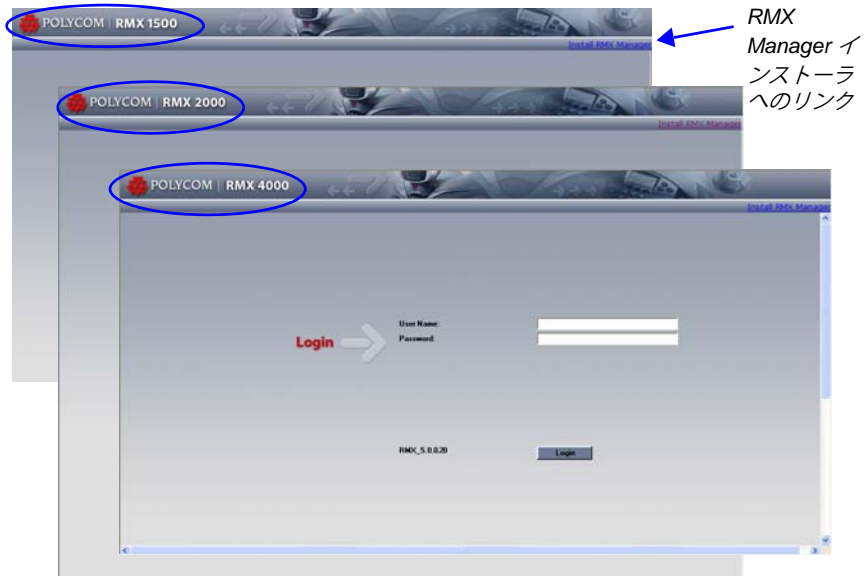 POLYCOM | RMX 1500
Install RMX Manager
RMX
Manager イ
ンストーラ
へのリンク
POLYCOM | RMX 2000
Install RMX Manager
POLYCOM | RMX 4000
Install RMX Manager
User Name:
Login
Password:
RMX_5.0.0.20
Login